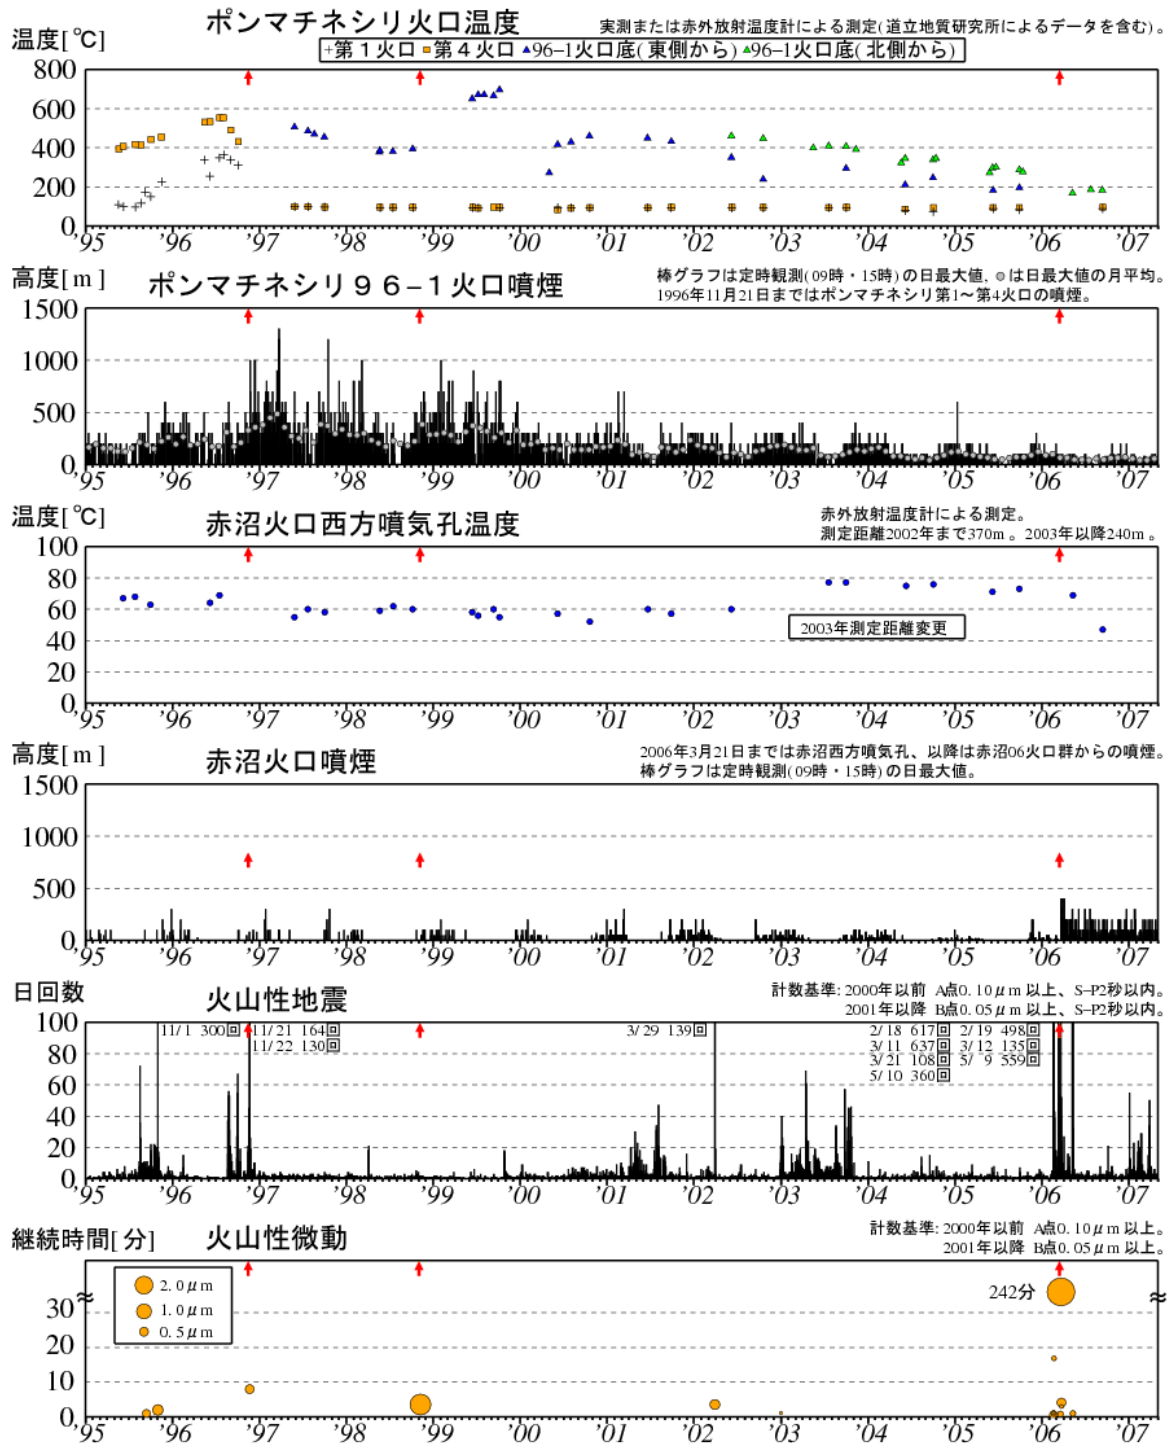 ポンマチネシリ火口温度
実測または赤外放射温度計による測定(道立地質研究所によるデータを含む)。
温度[℃]
+第1火口 ■第4火口 ▲96-1火口底(東側から) ▲96-1火口底(北側から)
800
600
400
200
0
'95 '96 '97 '98 '99 '00 '01 '02 '03 '04 '05 '06 '07
高度[m]
ポンマチネシリ96-1火口噴煙
棒グラフは定時観測(09時・15時)の日最大値,●は日最大値の月平均。
1996年11月21日まではポンマチネシリ第1〜第4火口の噴煙。
1500
1000
500
0
'95 '96 '97 '98 '99 '00 '01 '02 '03 '04 '05 '06 '07
温度[℃]
赤沼火口西方噴気孔温度
赤外放射温度計による測定。
測定距離2002年まで370m。2003年以降240m。
100
80
60
40
20
0
2003年測定距離変更
'95 '96 '97 '98 '99 '00 '01 '02 '03 '04 '05 '06 '07
高度[m]
赤沼火口噴煙
2006年3月21日までは赤沼西方噴気孔、以降は赤沼06火口群からの噴煙。
棒グラフは定時観測(09時・15時)の日最大値。
1500
1000
500
0
'95 '96 '97 '98 '99 '00 '01 '02 '03 '04 '05 '06 '07
日回数
火山性地震
計数基準:2000年以前 A点0.10μm以上、S-P2秒以内。
2001年以降 B点0.05μm以上、S-P2秒以内。
100
80
60
40
20
0
11/1 300回
11/21 164回
11/22 130回
3/29 139回
2/18 617回 2/19 498回
3/11 637回 3/12 135回
3/21 108回 5/9 559回
5/10 360回
'95 '96 '97 '98 '99 '00 '01 '02 '03 '04 '05 '06 '07
継続時間[分]
火山性微動
計数基準:2000年以前 A点0.10μm以上。
2001年以降 B点0.05μm以上。
2.0μm
1.0μm
0.5μm
242分
30
20
10
0
'95 '96 '97 '98 '99 '00 '01 '02 '03 '04 '05 '06 '07